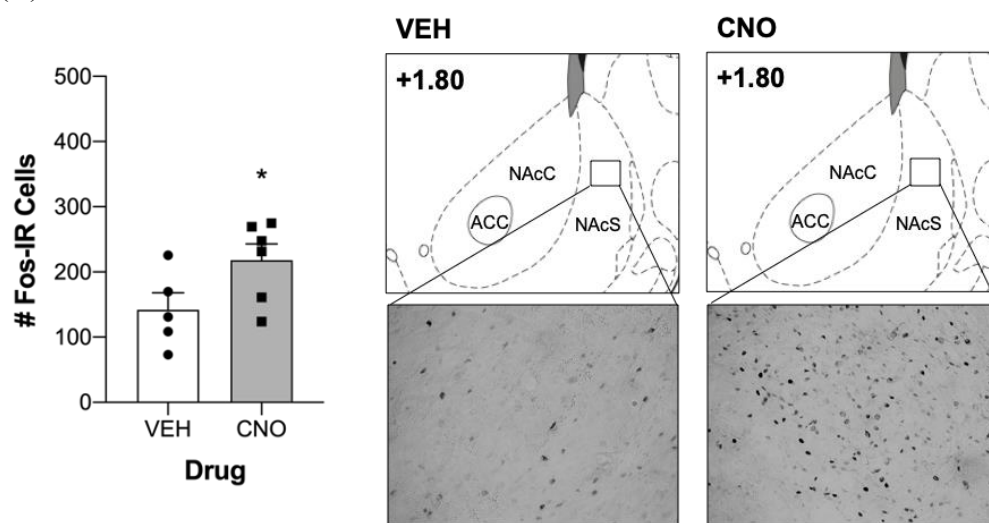 500
400
300
200
100
0
# Fos-IR Cells
*
VEH
CNO
Drug
VEH
+1.80
NAcC
ACC
NAcS
CNO
+1.80
NAcC
ACC
NAcS